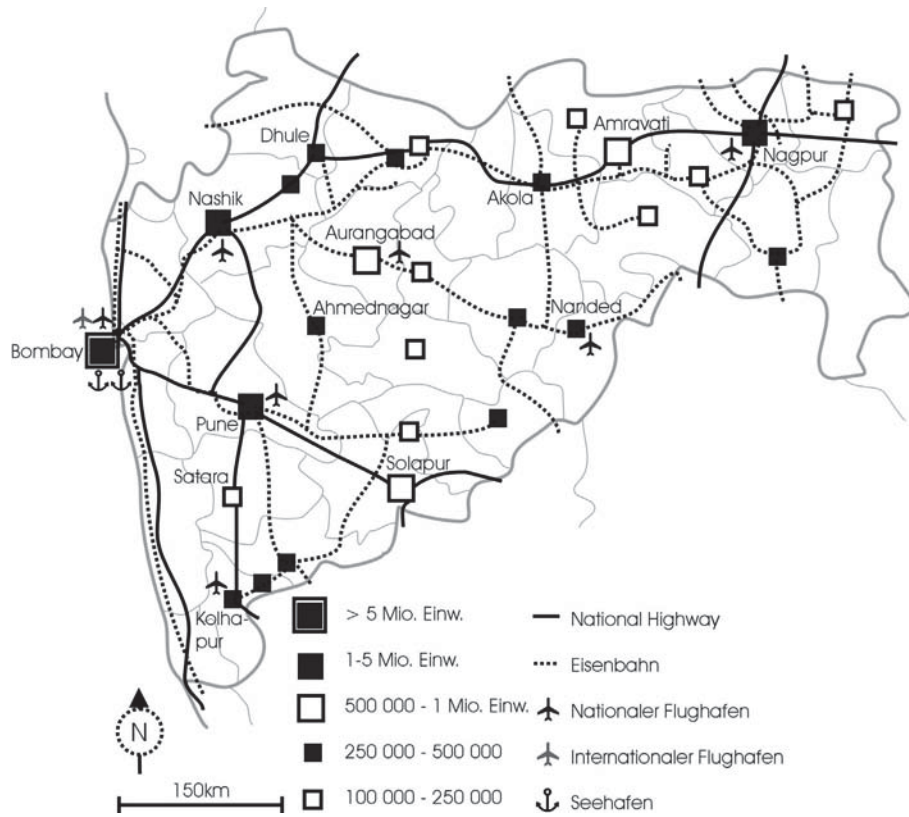 Dhule
Amravati
Nagpur
Nashik
Akola
Aurangabad
Ahmednagar
Nanded
Bombay
Pune
Solapur
Satara
Kolha-
pur
> 5 Mio. Einw.
1-5 Mio. Einw.
500 000 - 1 Mio. Einw.
250 000 - 500 000
100 000 - 250 000
National Highway
Eisenbahn
Nationaler Flughafen
Internationaler Flughafen
Seehafen
N
150km